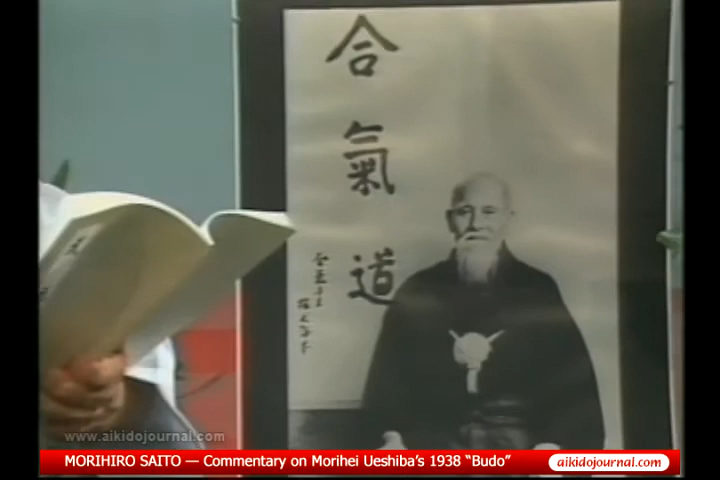 合氣道
www.aikidojournal.com
MORIHIRO SAITO — Commentary on Morihei Ueshiba's 1938 “Budo”
aikidojournal.com